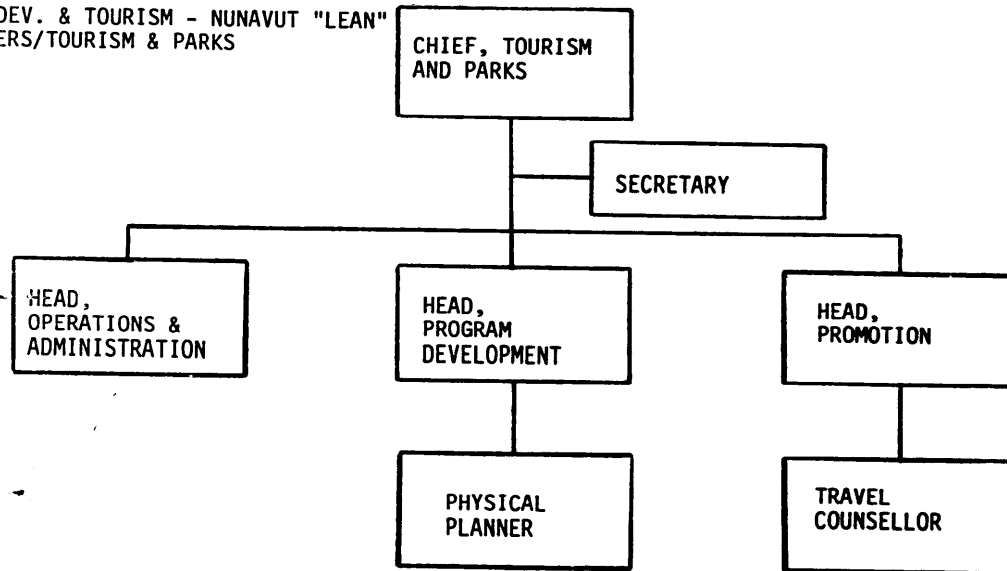 DEV. & TOURISM - NUNAVUT "LEAN"
ERS/TOURISM & PARKS
CHIEF, TOURISM
AND PARKS
SECRETARY
HEAD,
OPERATIONS &
ADMINISTRATION
HEAD,
PROGRAM
DEVELOPMENT
HEAD,
PROMOTION
PHYSICAL
PLANNER
TRAVEL
COUNSELLOR